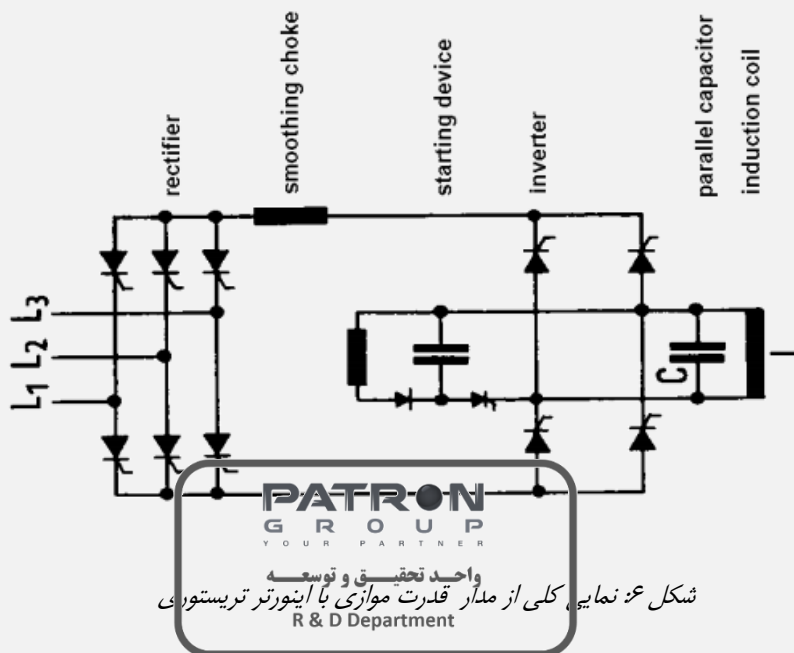 rectifier
smoothing choke
starting device
inverter
parallel capacitor
induction coil
L1 L2 L3
C
PATRON
GROUP
YOUR PARTNER
واحد تحقیق و توسعه
شکل ۶: نمایی کلی از مدار قدرت موازی با اینورتر تریستوری
R & D Department